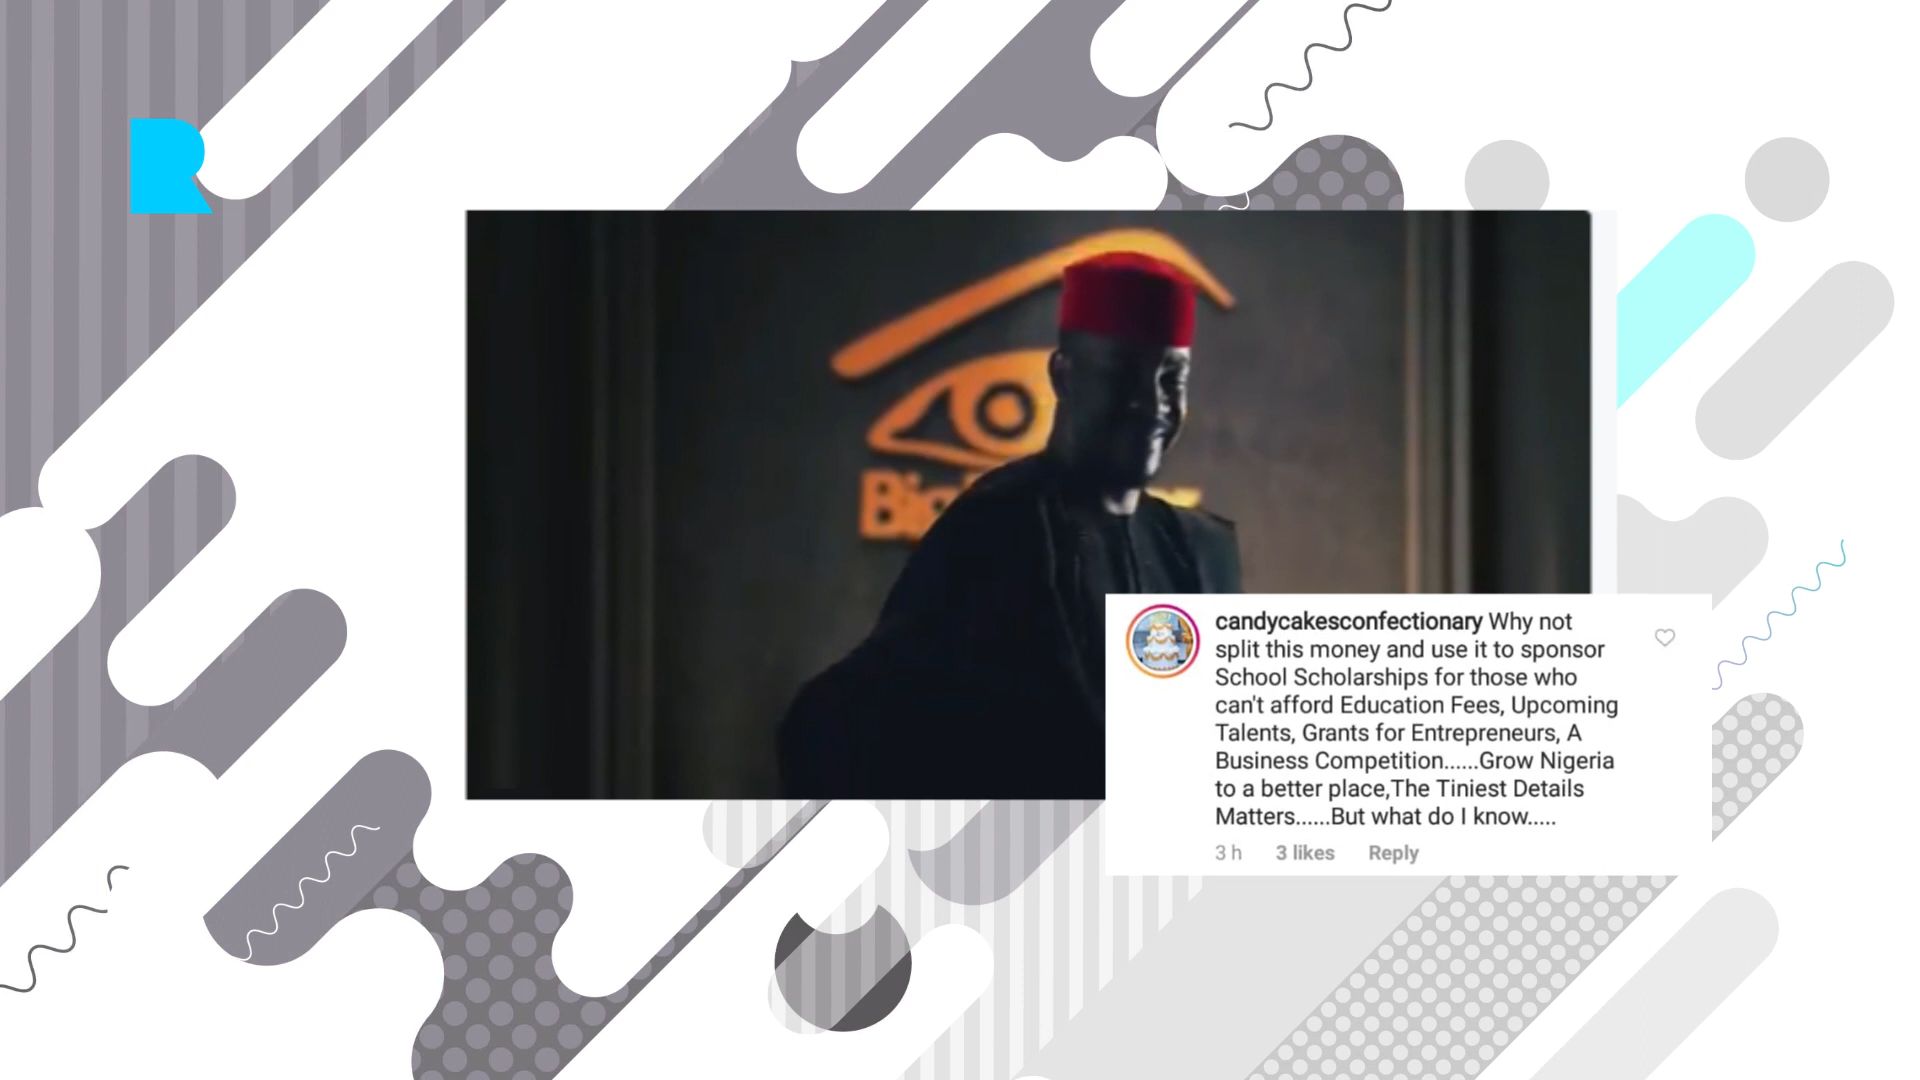 R
Big
candycakesconfectionary Why not
split this money and use it to sponsor
School Scholarships for those who
can't afford Education Fees, Upcoming
Talents, Grants for Entrepreneurs, A
Business Competition......Grow Nigeria
to a better place,The Tiniest Details
Matters......But what do I know.....
3 h 3 likes Reply